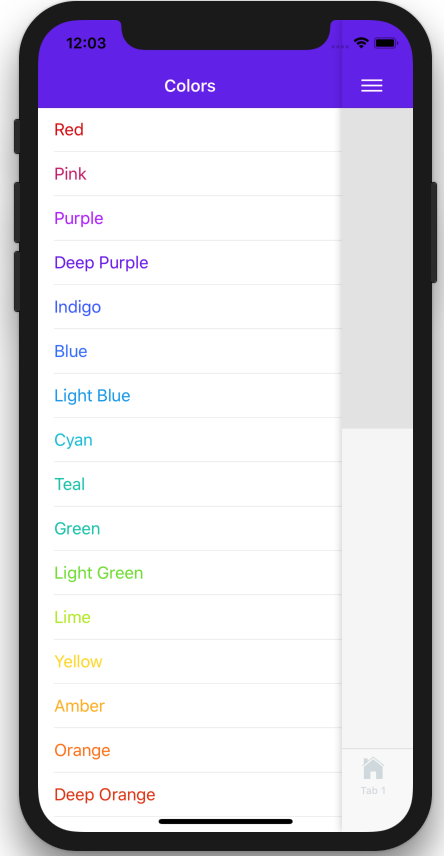 12:03
Colors
Red
Pink
Purple
Deep Purple
Indigo
Blue
Light Blue
Cyan
Teal
Green
Light Green
Lime
Yellow
Amber
Orange
Deep Orange
Tab 1